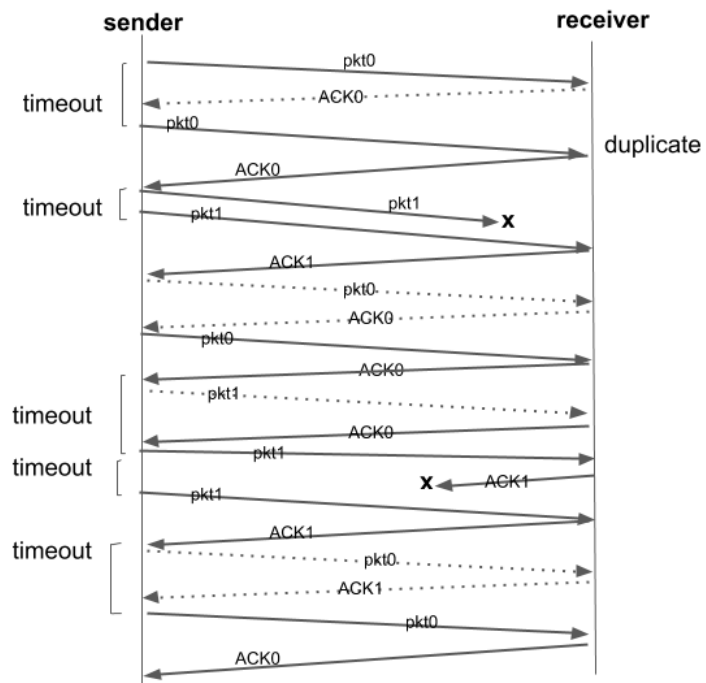 sender
receiver
pkt0
ACK0
timeout
pkt0
duplicate
ACK0
pkt1
timeout
pkt1
x
ACK1
pkt0
ACK0
pkt0
ACK0
pkt1
timeout
ACK0
pkt1
timeout
x
ACK1
pkt1
ACK1
timeout
pkt0
ACK1
pkt0
ACK0